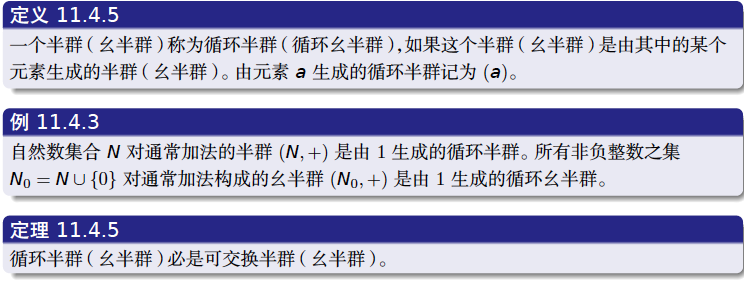 定义 11.4.5
一个半群（幺半群）称为循环半群（循环幺半群）,如果这个半群（幺半群）是由其中的某个
元素生成的半群（幺半群）。由元素 a 生成的循环半群记为 (a)。
例 11.4.3
自然数集合 N 对通常加法的半群 (N,+) 是由 1 生成的循环半群。所有非负整数之集
N₀ = N ∪ {0} 对通常加法构成的幺半群 (N₀,+) 是由 1 生成的循环幺半群。
定理 11.4.5
循环半群（幺半群）必是可交换半群（幺半群）。